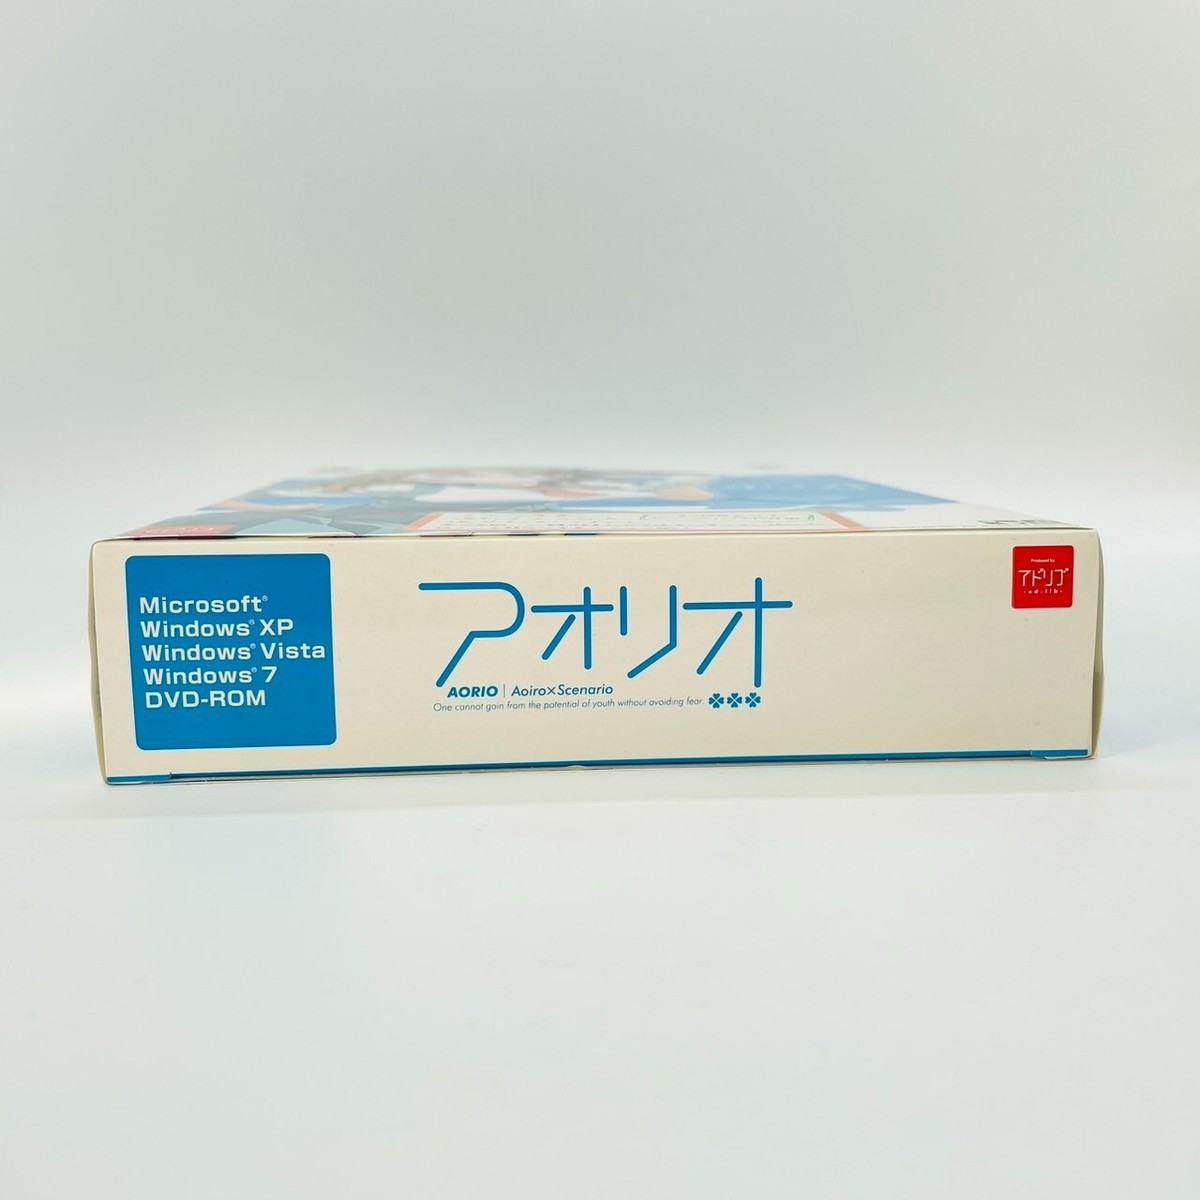 Microsoft®
Windows® XP
Windows® Vista
Windows® 7
DVD-ROM
アオリオ
AORIO | Aoiro×Scenario
One cannot gain from the potential of youth without avoiding fear.
Produced by
アドリブ
-ad:lib-